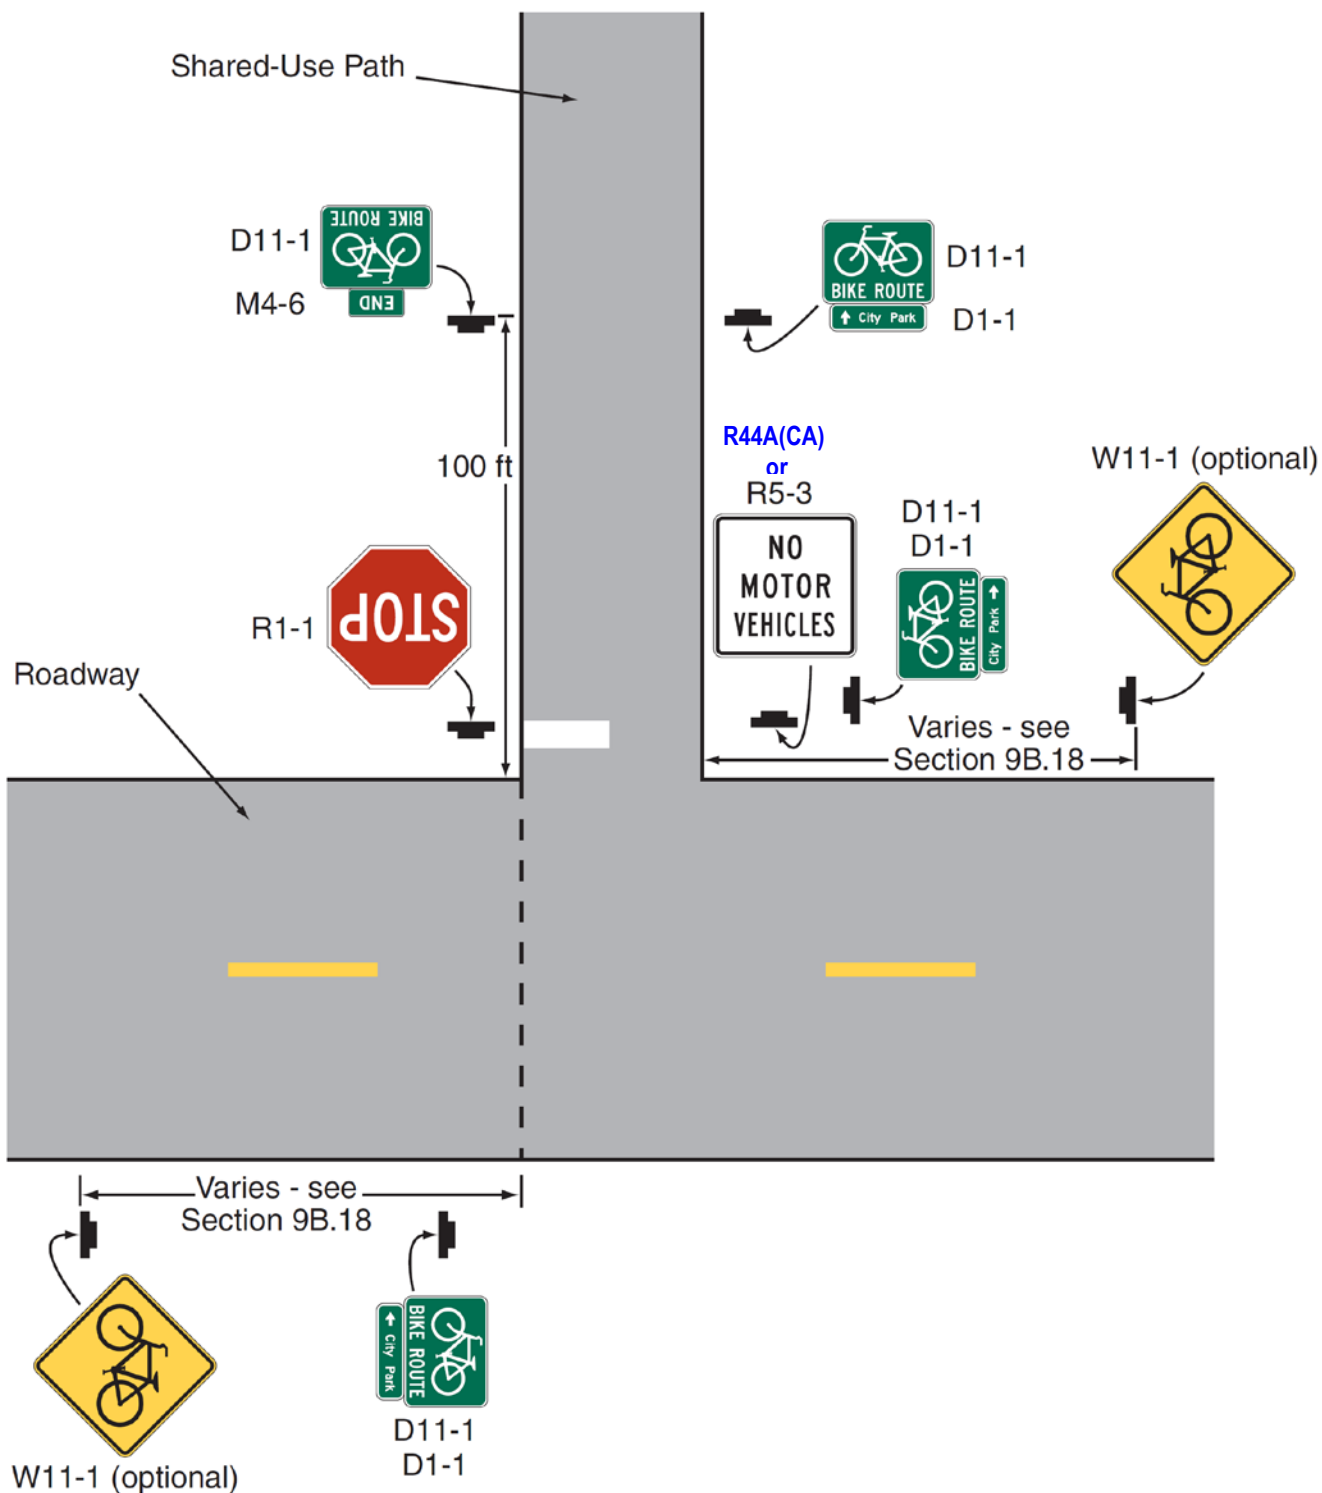 Shared-Use Path
D11-1
BIKE ROUTE
M4-6
END
BIKE ROUTE
↑ City Park
D11-1
D1-1
100 ft
R44A(CA)
or
R5-3
NO
MOTOR
VEHICLES
D11-1
D1-1
BIKE ROUTE
City Park →
W11-1 (optional)
R1-1
STOP
Roadway
Varies - see
Section 9B.18
Varies - see
Section 9B.18
BIKE ROUTE
← City Park
D11-1
D1-1
W11-1 (optional)